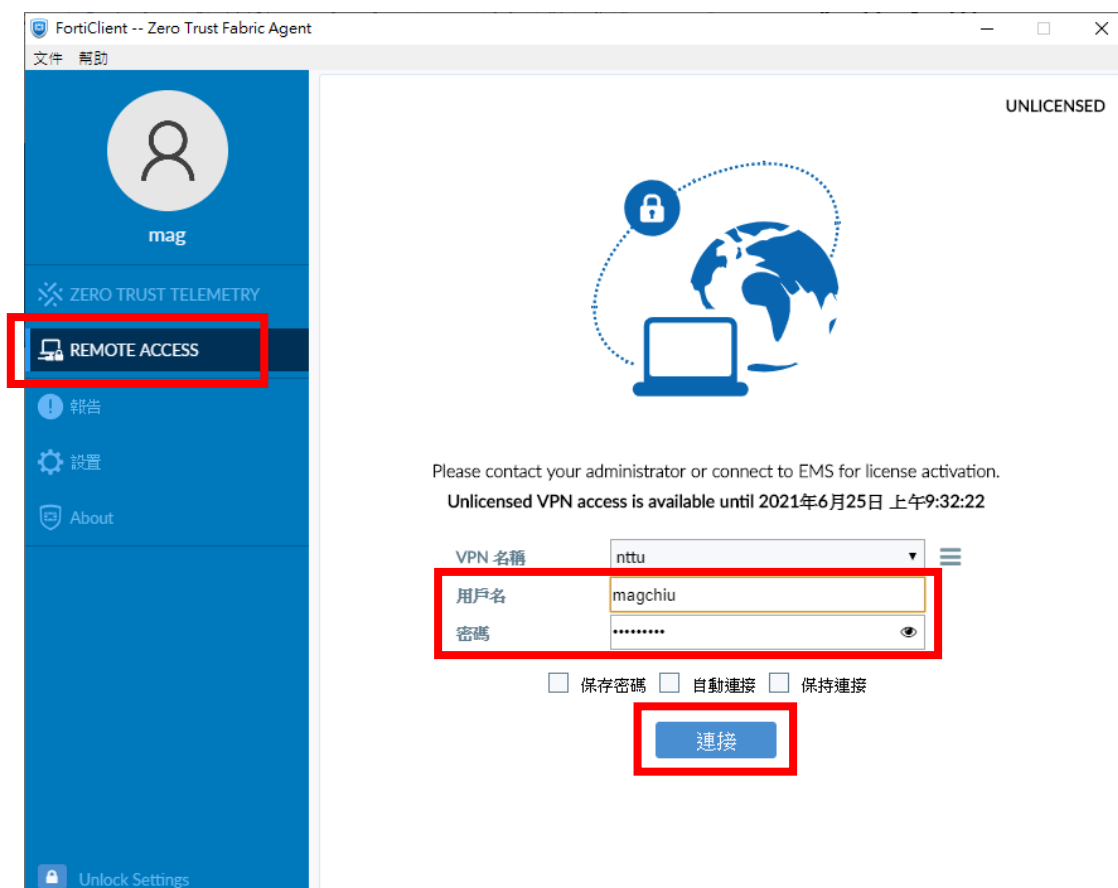 FortiClient -- Zero Trust Fabric Agent
文件 幫助
mag
ZERO TRUST TELEMETRY
REMOTE ACCESS
報告
設置
About
Unlock Settings
UNLICENSED
Please contact your administrator or connect to EMS for license activation.
Unlicensed VPN access is available until 2021年6月25日 上午9:32:22
VPN 名稱 nttu
用戶名 magchiu
密碼 •••••••••
保存密碼 自動連接 保持連接
連接